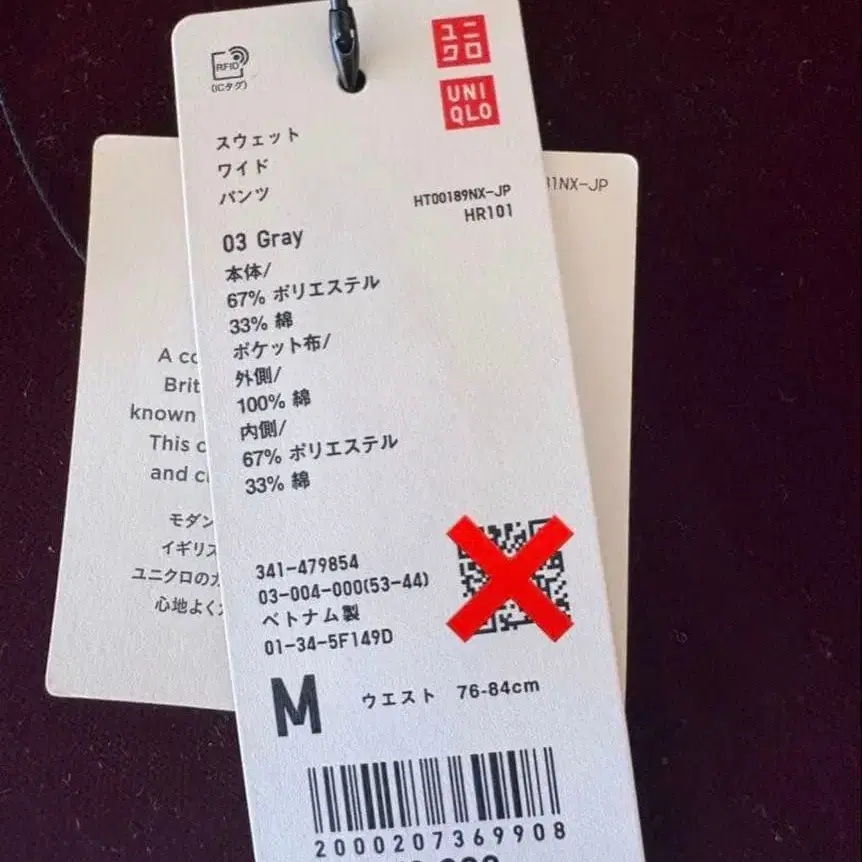 RFID
(ICタグ)
ユニ
クロ
UNI
QLO
スウェット
ワイド
パンツ
HT00189NX-JP
HR101
03 Gray
本体/
67% ポリエステル
33% 綿
ポケット布/
外側/
100% 綿
内側/
67% ポリエステル
33% 綿
341-479854
03-004-000(53-44)
ベトナム製
01-34-5F149D
M ウエスト 76-84cm
2000207369908
1NX-JP
A co
Brit
known
This c
and c
モダン
イギリス
ユニクロのカ
心地よく